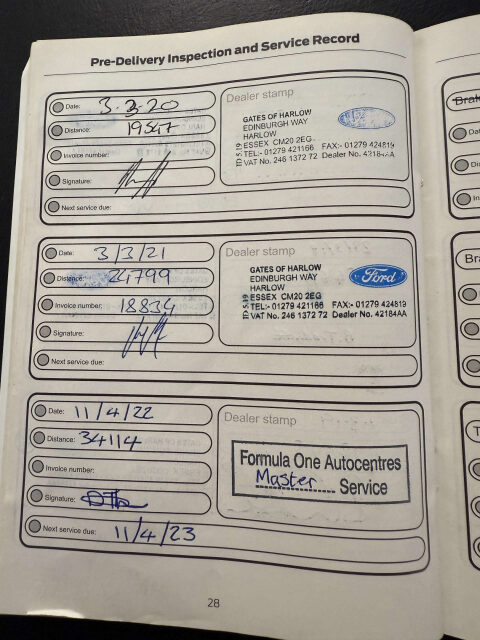 Pre-Delivery Inspection and Service Record
Date: 3·3·20
Distance: 19547
Invoice number:
Signature:
Next service due:
Dealer stamp
GATES OF HARLOW
EDINBURGH WAY
HARLOW
ESSEX CM20 2EG
TEL:- 01279 421166 FAX:- 01279 424819
VAT No. 246 1372 72 Dealer No. 42184AA
Date: 3/3/21
Distance: 24799
Invoice number: 18834
Signature:
Next service due:
Dealer stamp
GATES OF HARLOW
EDINBURGH WAY
HARLOW
ESSEX CM20 2EG
TEL:- 01279 421166 FAX:- 01279 424819
VAT No. 246 1372 72 Dealer No. 42184AA
Ford
Date: 11/4/22
Distance: 34114
Invoice number:
Signature:
Next service due: 11/4/23
Dealer stamp
Formula One Autocentres
Master Service
28